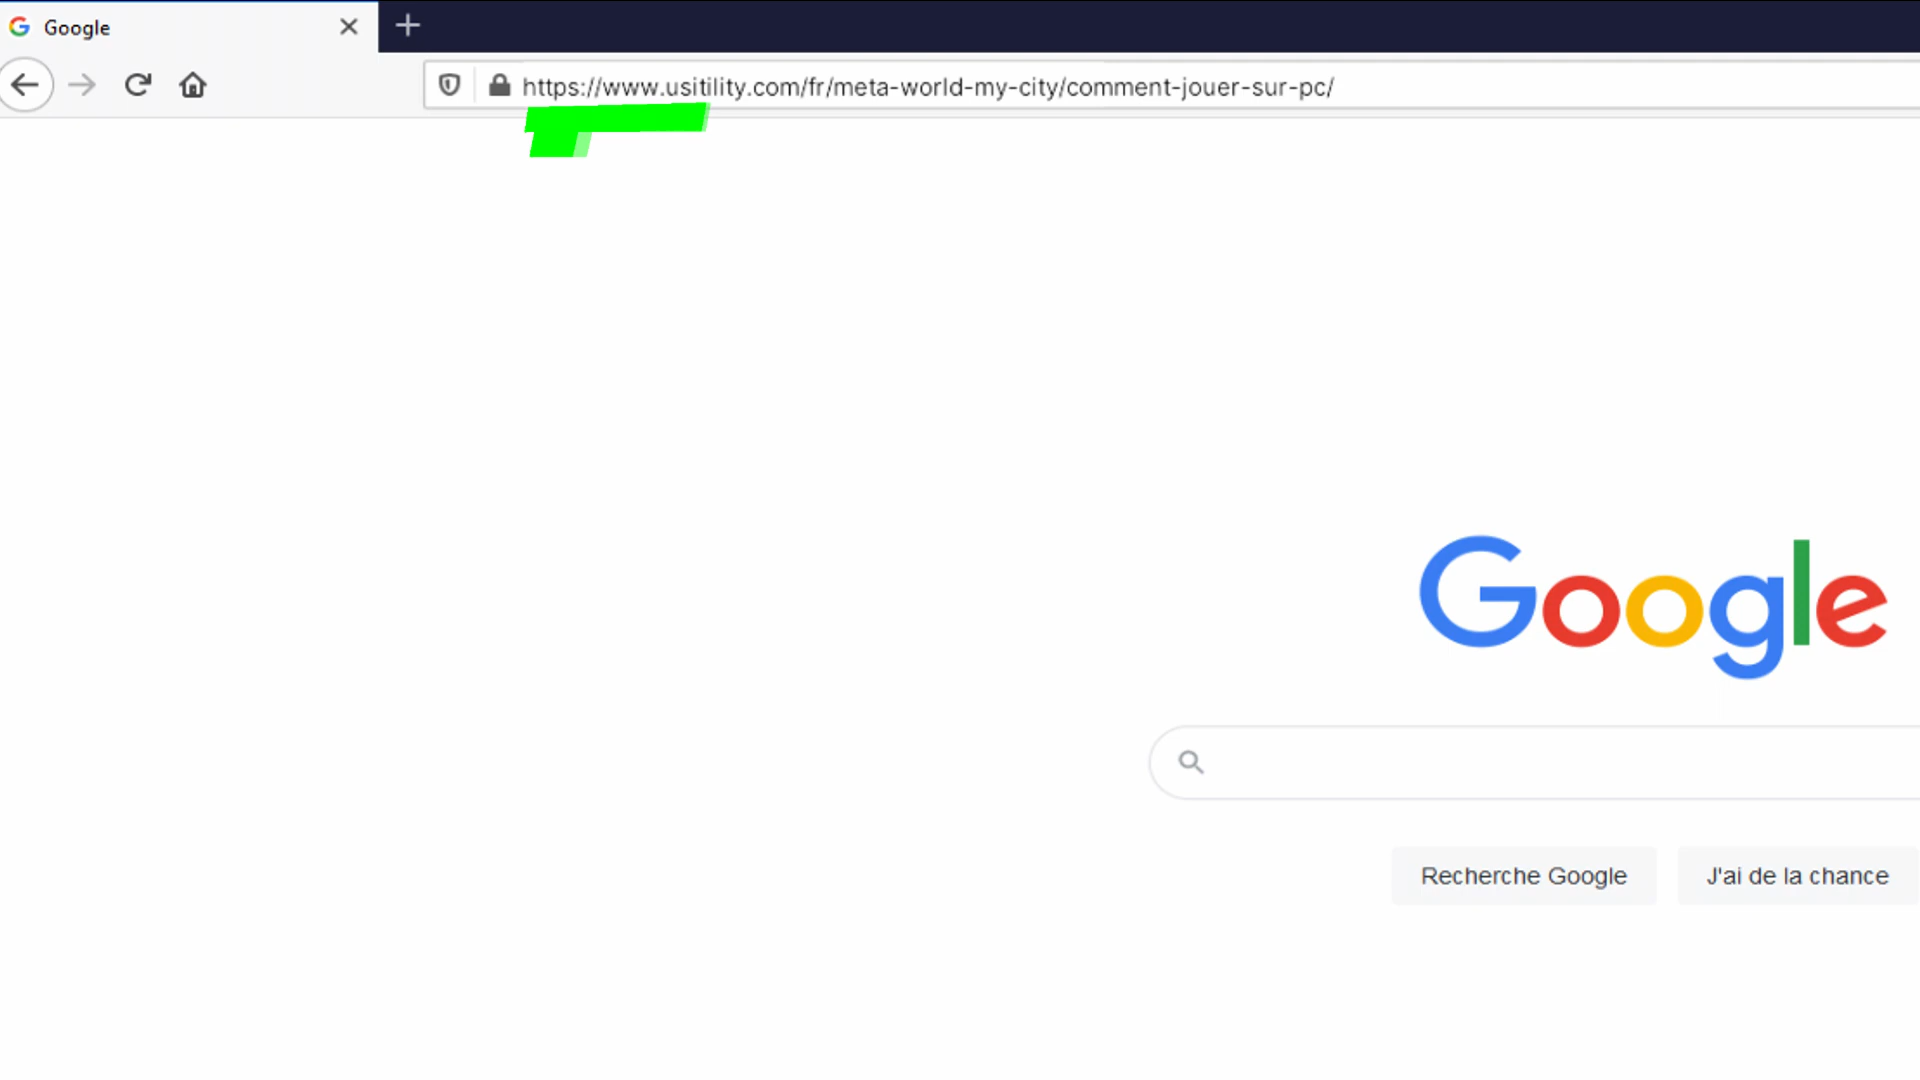 Google
https://www.usitility.com/fr/meta-world-my-city/comment-jouer-sur-pc/
Google
Recherche Google
J'ai de la chance